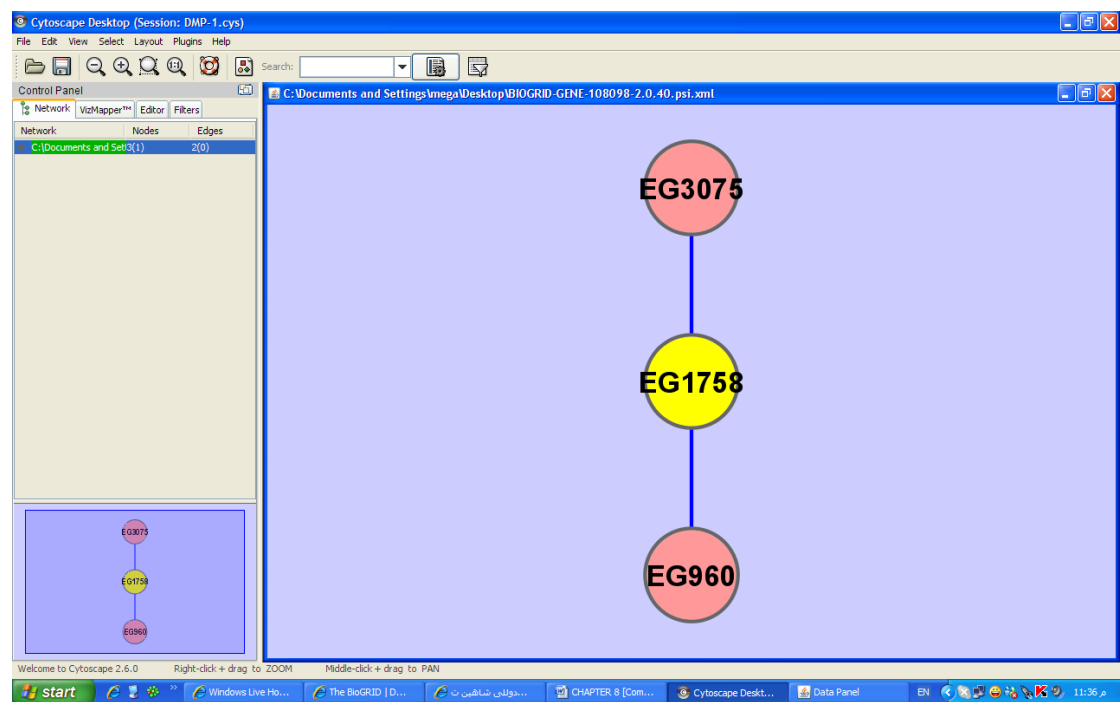 Cytoscape Desktop (Session: DMP-1.cys)
File Edit View Select Layout Plugins Help
Search:
Control Panel
Network VizMapper™ Editor Filters
Network Nodes Edges
C:\Documents and Sett 3(1) 2(0)
C:\Documents and Settings\mega\Desktop\BIOGRID-GENE-108098-2.0.40.psi.xml
EG3075
EG1758
EG960
EG3075
EG1758
EG960
Welcome to Cytoscape 2.6.0 Right-click + drag to ZOOM Middle-click + drag to PAN
start Windows Live Ho... The BioGRID | D... دوللى شاهين ت... CHAPTER 8 [Com... Cytoscape Deskt... Data Panel EN 11:36 م